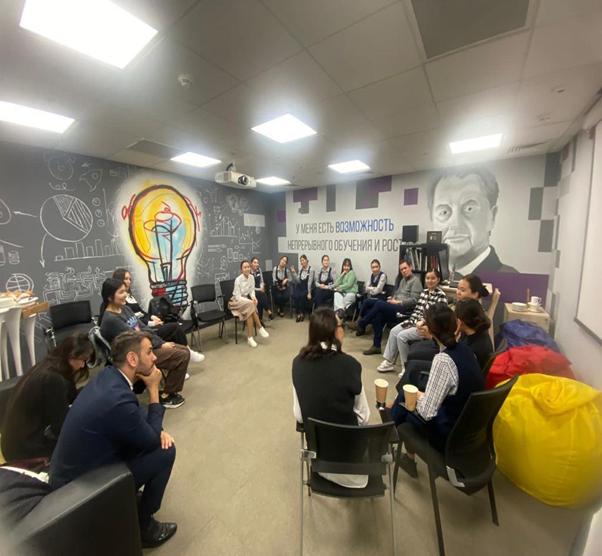 У МЕНЯ ЕСТЬ ВОЗМОЖНОСТЬ
НЕПРЕРЫВНОГО ОБУЧЕНИЯ И РОСТ